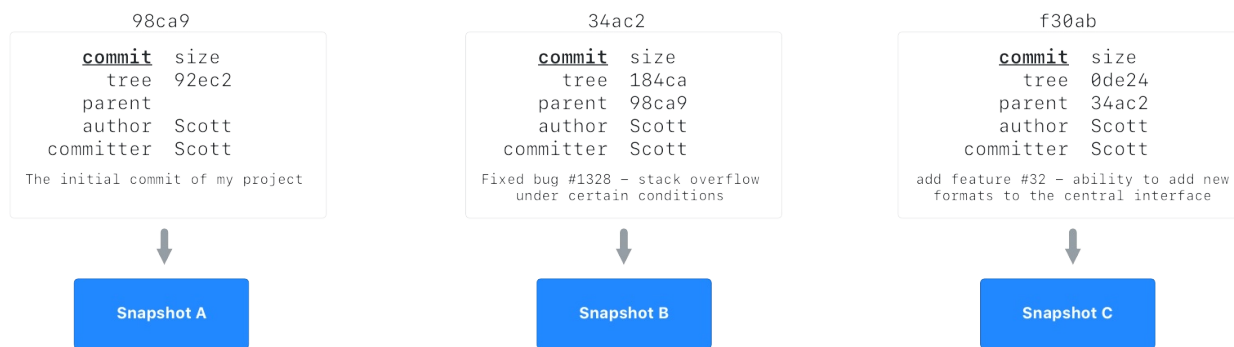 98ca9
commit size
tree 92ec2
parent
author Scott
committer Scott
The initial commit of my project
Snapshot A
34ac2
commit size
tree 184ca
parent 98ca9
author Scott
committer Scott
Fixed bug #1328 – stack overflow
under certain conditions
Snapshot B
f30ab
commit size
tree 0de24
parent 34ac2
author Scott
committer Scott
add feature #32 – ability to add new
formats to the central interface
Snapshot C